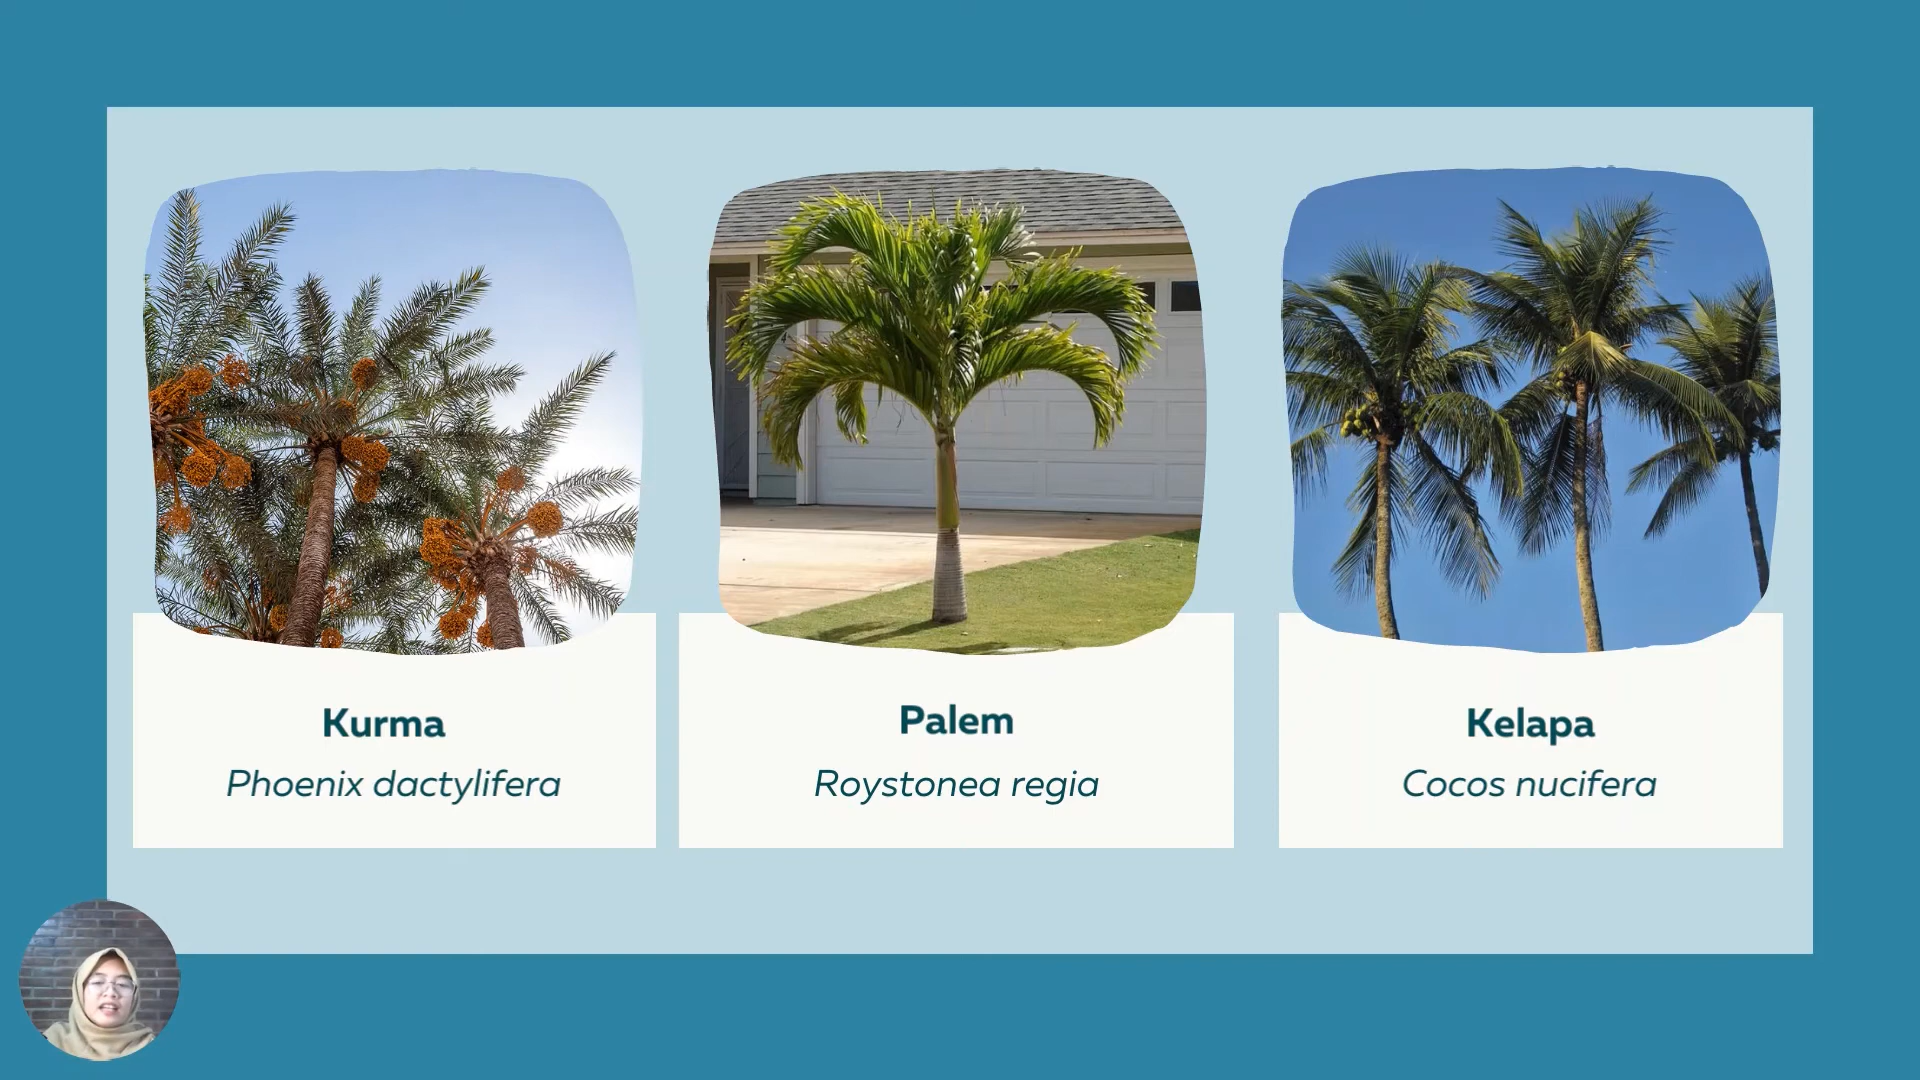 Kurma
Phoenix dactylifera
Palem
Roystonea regia
Kelapa
Cocos nucifera